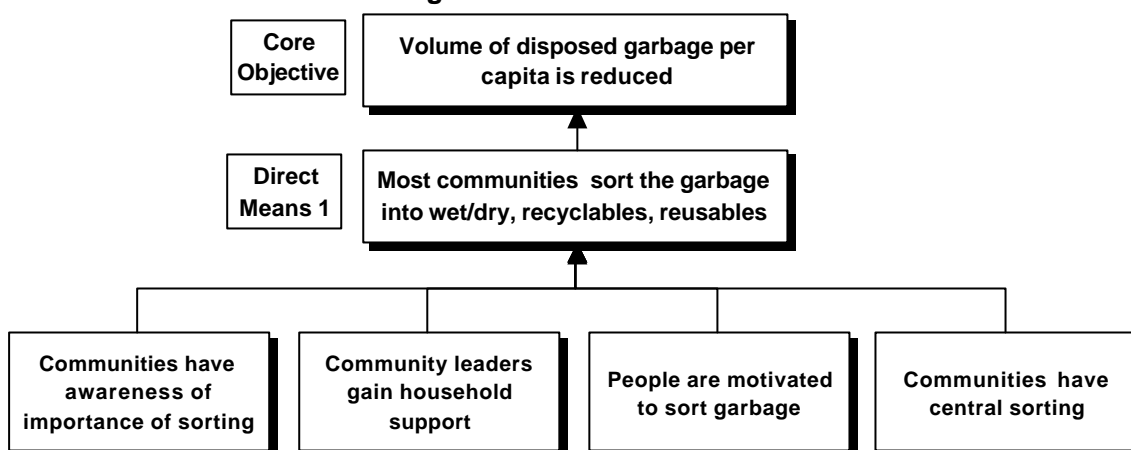 Core
Objective
Volume of disposed garbage per
capita is reduced
Direct
Means 1
Most communities sort the garbage
into wet/dry, recyclables, reusables
Communities have
awareness of
importance of sorting
Community leaders
gain household
support
People are motivated
to sort garbage
Communities have
central sorting